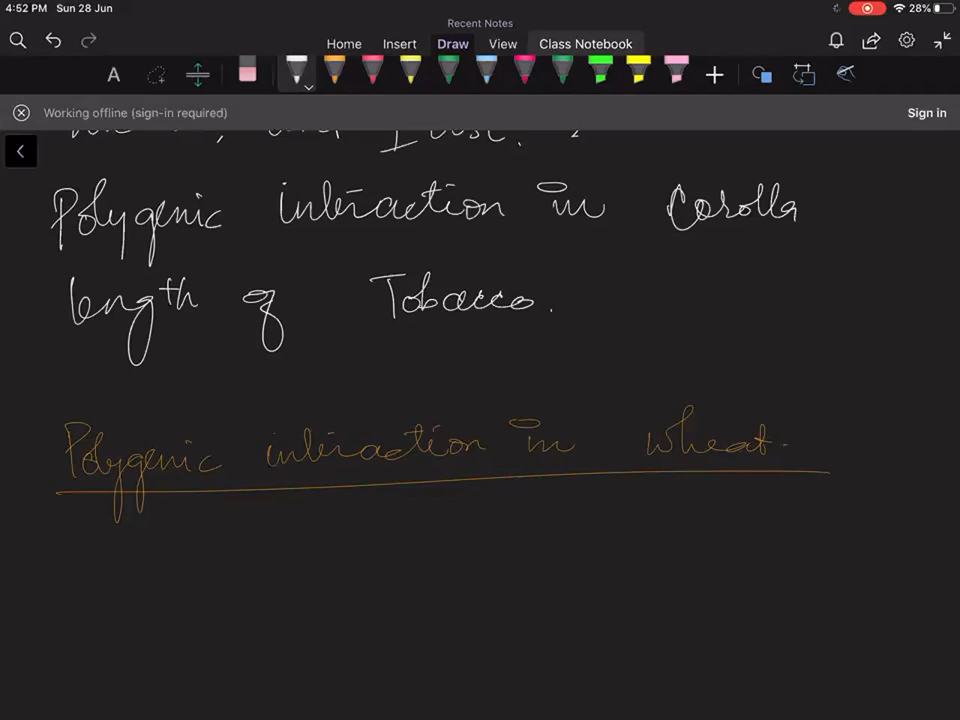 4:52 PM Sun 28 Jun
28%
Recent Notes
Home Insert Draw View Class Notebook
A
Working offline (sign-in required) Sign in
Polygenic interaction in Corolla
length of Tobacco.
Polygenic interaction in wheat.